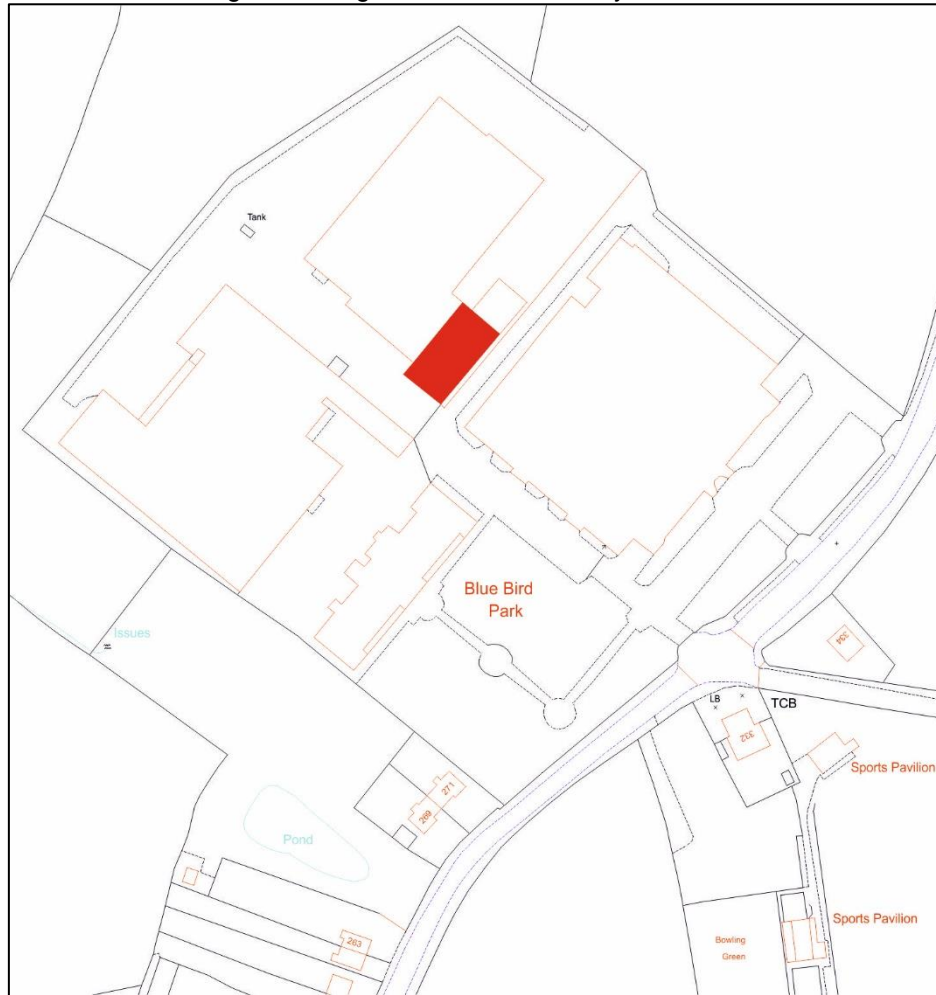 Tank
Blue Bird
Park
Issues
334
LB
TCB
332
Sports Pavilion
271
269
Pond
Sports Pavilion
263
Bowling
Green